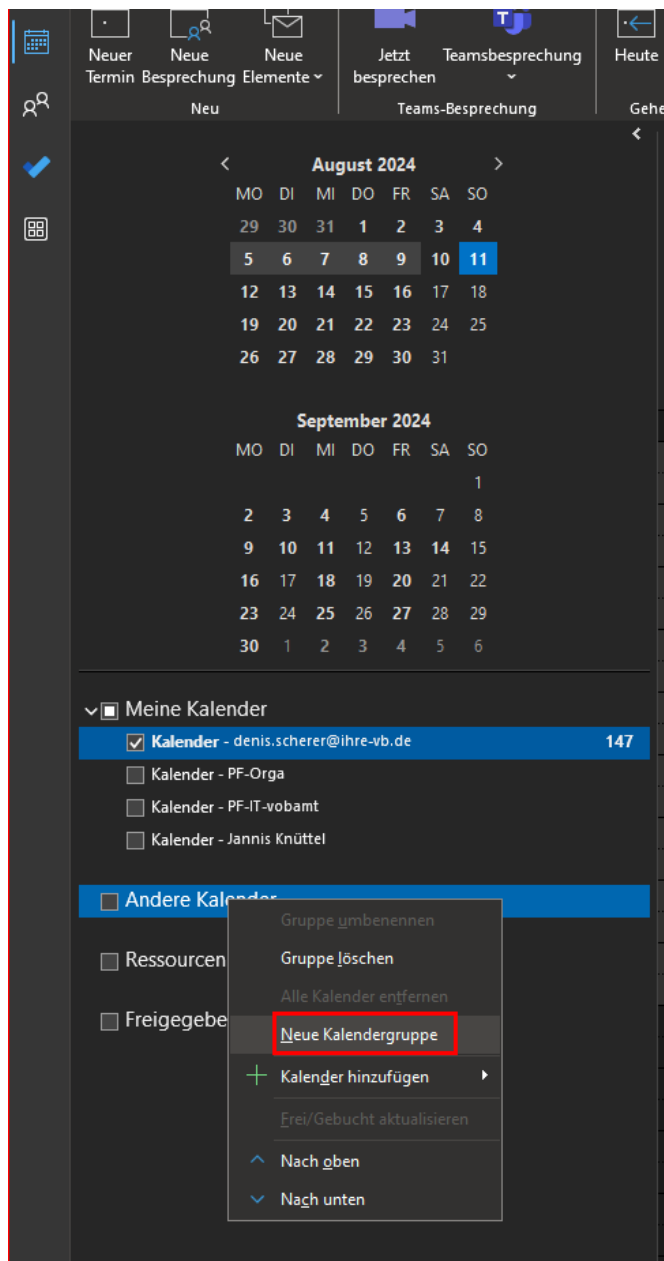 Neuer Termin
Neue Besprechung
Neue Elemente
Jetzt besprechen
Teamsbesprechung
Heute
Neu
Teams-Besprechung
Gehe
August 2024
MO DI MI DO FR SA SO
29 30 31 1 2 3 4
5 6 7 8 9 10 11
12 13 14 15 16 17 18
19 20 21 22 23 24 25
26 27 28 29 30 31
September 2024
MO DI MI DO FR SA SO
1
2 3 4 5 6 7 8
9 10 11 12 13 14 15
16 17 18 19 20 21 22
23 24 25 26 27 28 29
30 1 2 3 4 5 6
Meine Kalender
Kalender - denis.scherer@ihre-vb.de 147
Kalender - PF-Orga
Kalender - PF-IT-vobamt
Kalender - Jannis Knüttel
Andere Kalender
Ressourcen
Freigegebe
Gruppe umbenennen
Gruppe löschen
Alle Kalender entfernen
Neue Kalendergruppe
Kalender hinzufügen
Frei/Gebucht aktualisieren
Nach oben
Nach unten